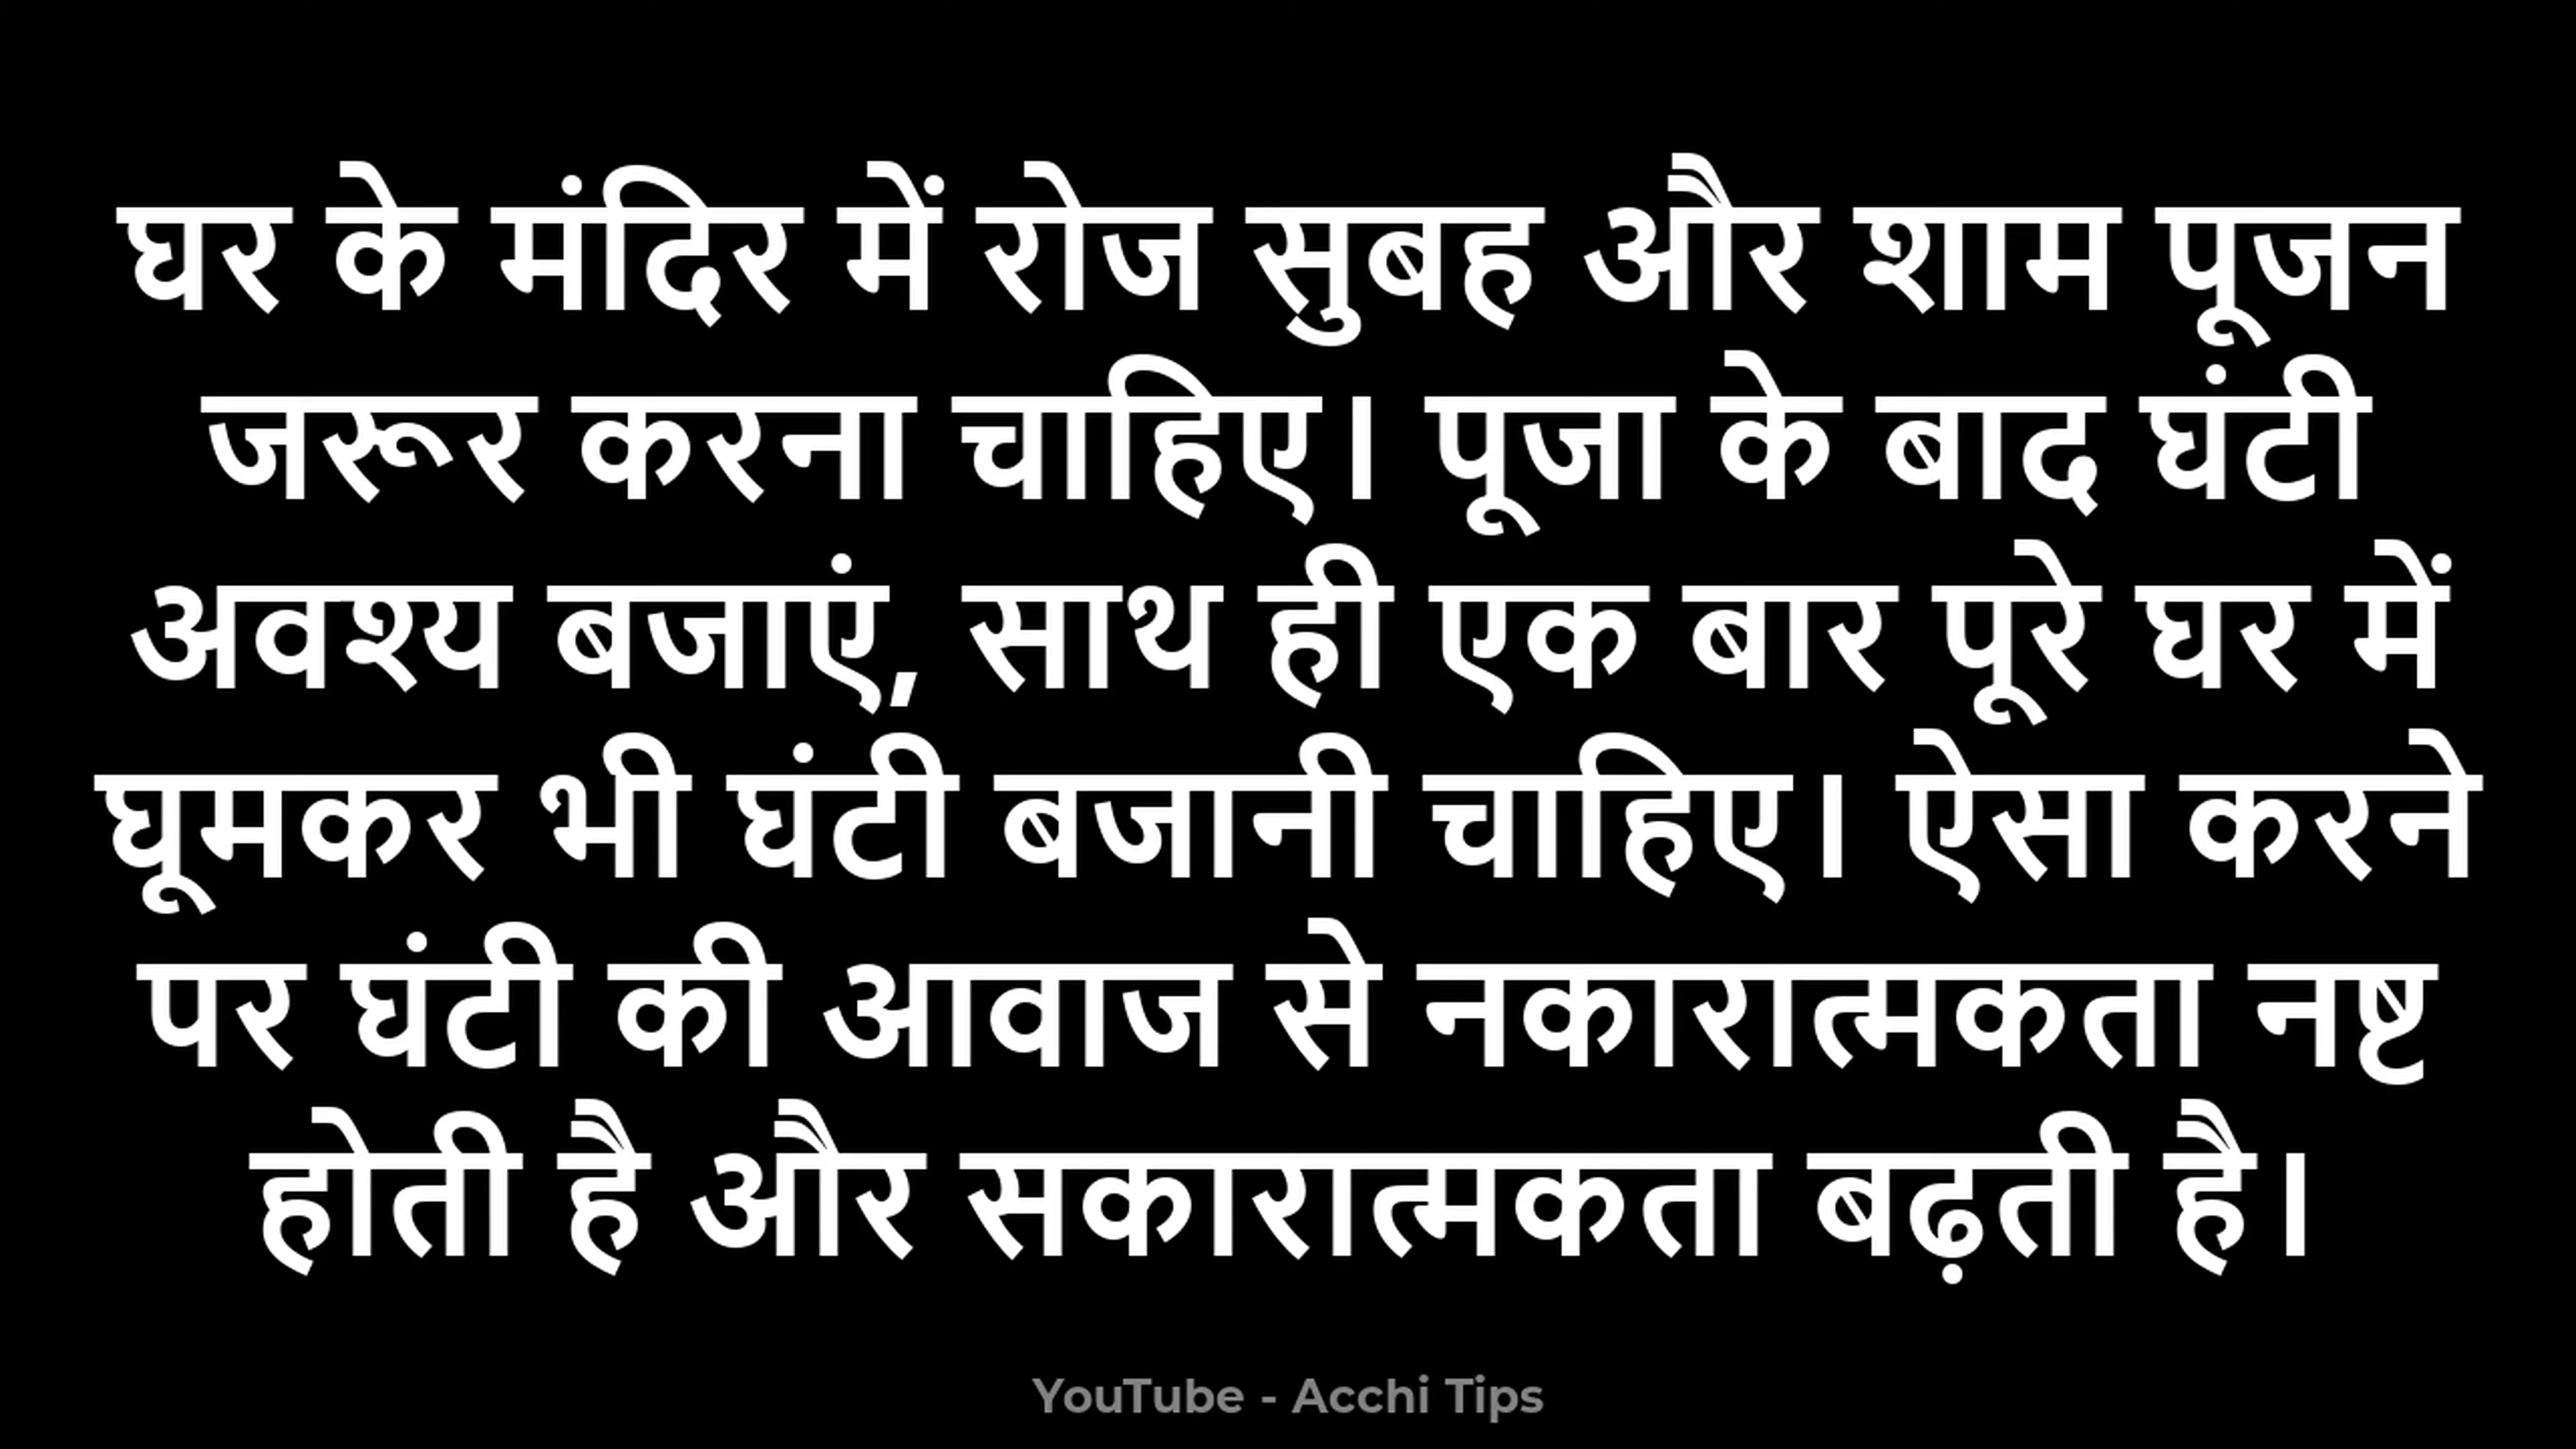 घर के मंदिर में रोज सुबह और शाम पूजन
जरूर करना चाहिए। पूजा के बाद घंटी
अवश्य बजाएं, साथ ही एक बार पूरे घर में
घूमकर भी घंटी बजानी चाहिए। ऐसा करने
पर घंटी की आवाज से नकारात्मकता नष्ट
होती है और सकारात्मकता बढ़ती है।
YouTube - Acchi Tips